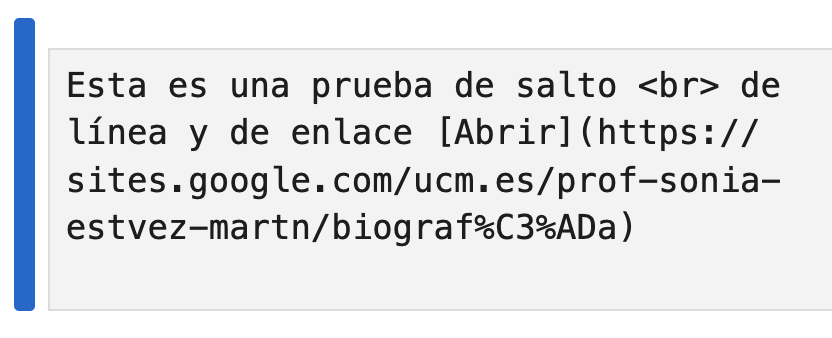 Esta es una prueba de salto <br> de
línea y de enlace [Abrir](https://
sites.google.com/ucm.es/prof-sonia-
estvez-martn/biograf%C3%ADa)